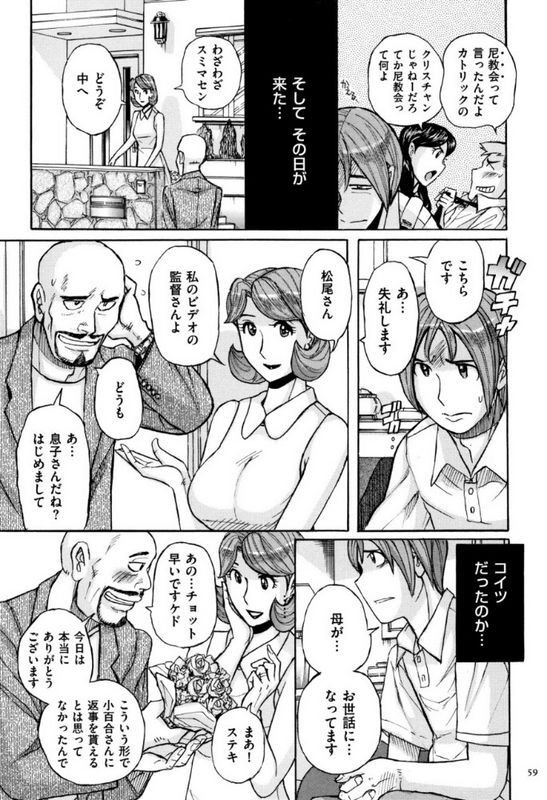 尼教会って
言ったんだよ
カトリックの
クリスチャン
じゃねーだろ
てか尼教会っ
て何よ
そして その日が
来た…
わざわざ
スミマセン
どうぞ
中へ
ガチャ
こちら
です
あ…
失礼します
松尾さん
私のビデオの
監督さんよ
どうも
あ…
息子さんだね?
はじめまして
コイツ
だったのか…
母が…
お世話に…
なってます
あの…チョット
早いですケド
まあ!
ステキ
今日は
本当に
ありがとう
ございます
こういう形で
小百合さんに
返事を貰える
とは思って
なかったんで
59